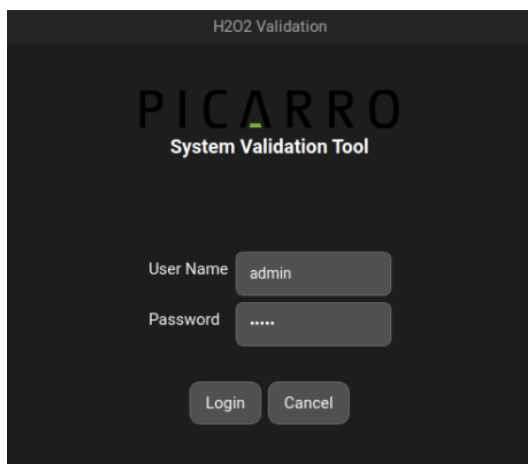 H2O2 Validation
PICARRO
System Validation Tool
User Name admin
Password •••••
Login Cancel